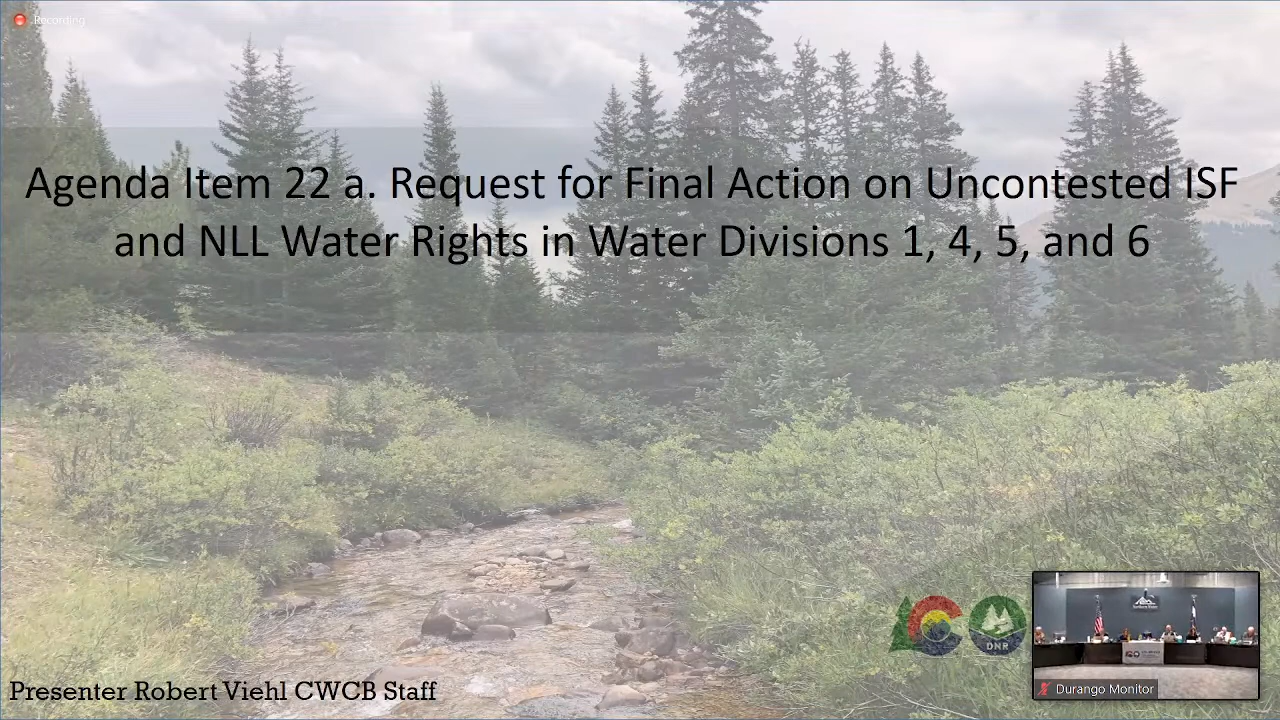 Recording
Agenda Item 22 a. Request for Final Action on Uncontested ISF
and NLL Water Rights in Water Divisions 1, 4, 5, and 6
DNR
Presenter Robert Viehl CWCB Staff
Durango Monitor